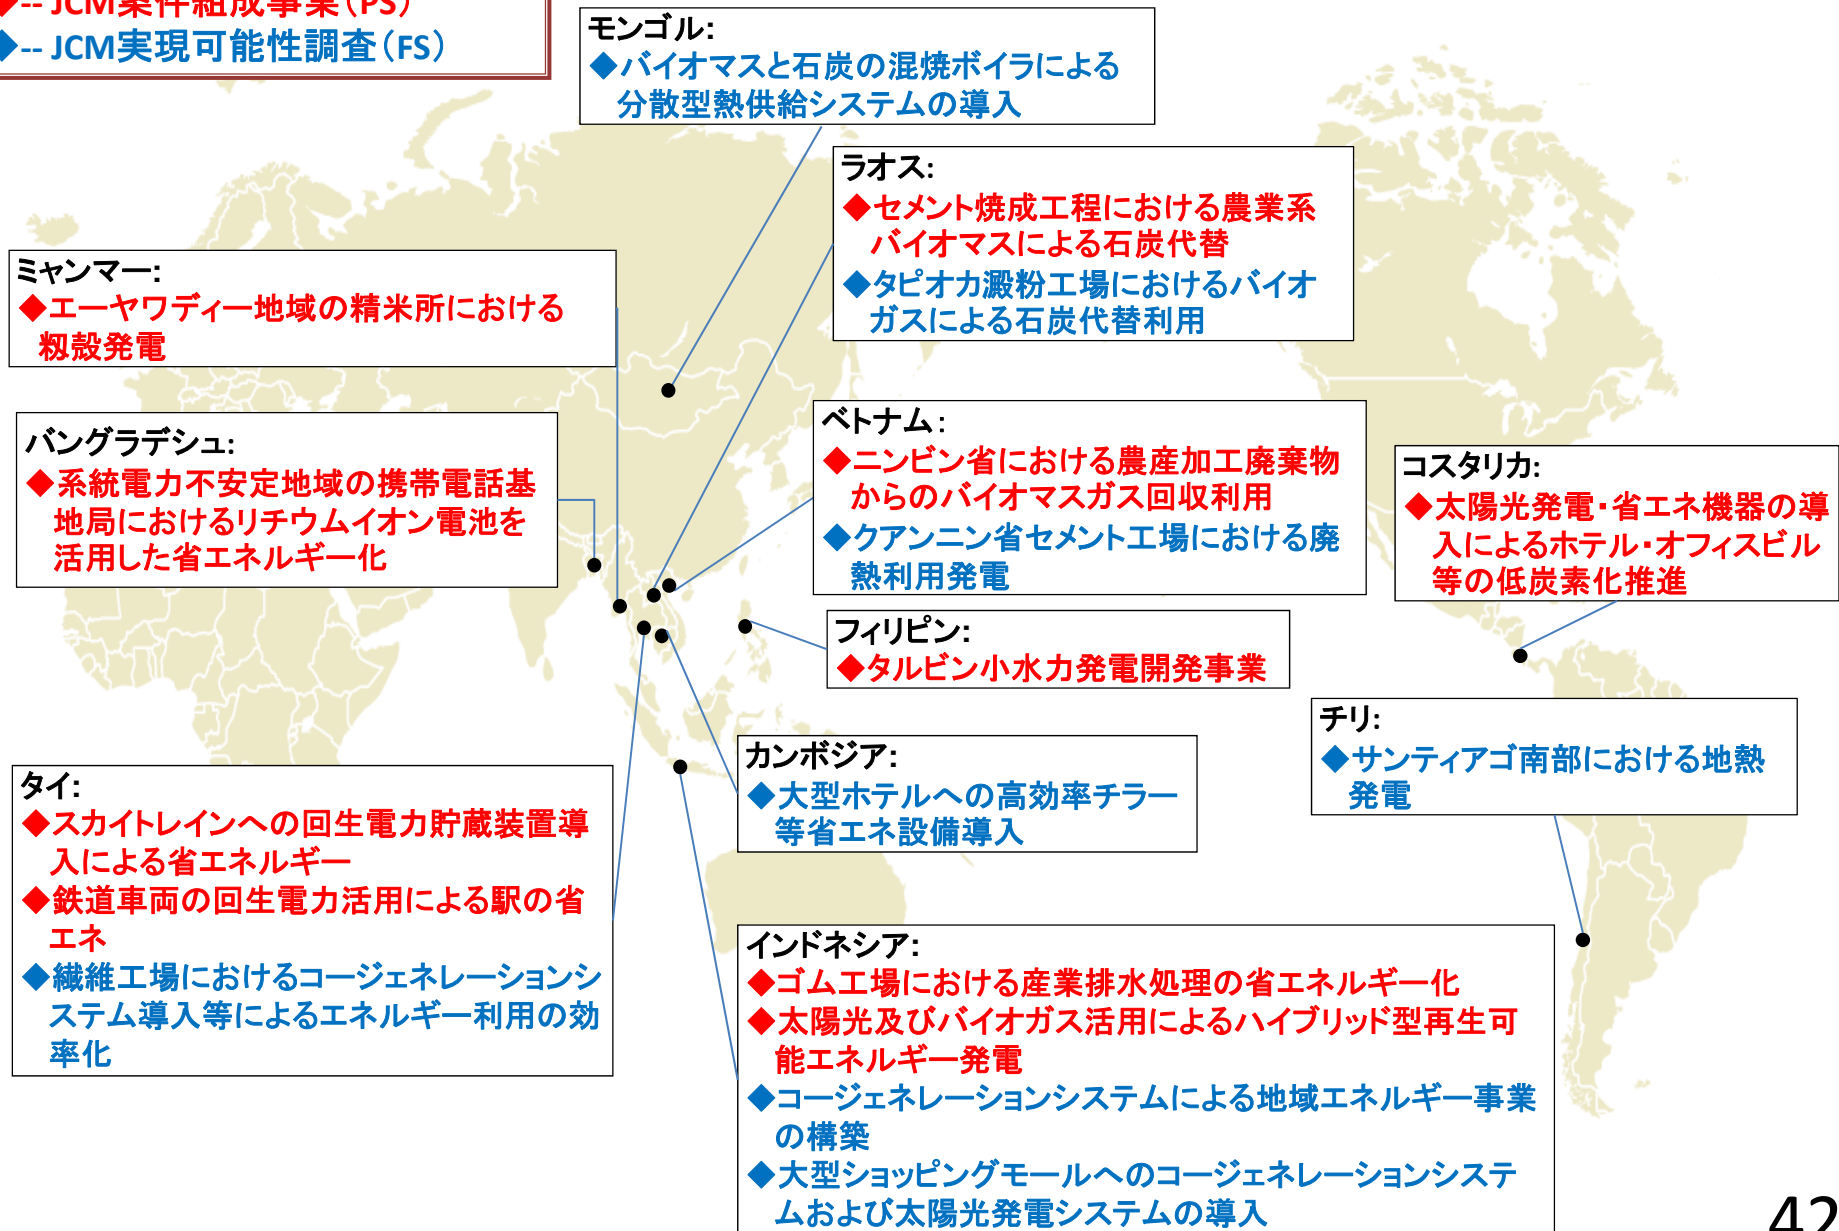 ◆-- JCM案件組成事業(PS)
◆-- JCM実現可能性調査(FS)
モンゴル:
◆バイオマスと石炭の混焼ボイラによる
分散型熱供給システムの導入
ラオス:
◆セメント焼成工程における農業系
バイオマスによる石炭代替
◆タピオカ澱粉工場におけるバイオ
ガスによる石炭代替利用
ミャンマー:
◆エーヤワディー地域の精米所における
籾殻発電
バングラデシュ:
◆系統電力不安定地域の携帯電話基
地局におけるリチウムイオン電池を
活用した省エネルギー化
ベトナム:
◆ニンビン省における農産加工廃棄物
からのバイオマスガス回収利用
◆クアンニン省セメント工場における廃
熱利用発電
コスタリカ:
◆太陽光発電・省エネ機器の導
入によるホテル・オフィスビル
等の低炭素化推進
フィリピン:
◆タルビン小水力発電開発事業
チリ:
◆サンティアゴ南部における地熱
発電
カンボジア:
◆大型ホテルへの高効率チラー
等省エネ設備導入
タイ:
◆スカイトレインへの回生電力貯蔵装置導
入による省エネルギー
◆鉄道車両の回生電力活用による駅の省
エネ
◆繊維工場におけるコージェネレーションシ
ステム導入等によるエネルギー利用の効
率化
インドネシア:
◆ゴム工場における産業排水処理の省エネルギー化
◆太陽光及びバイオガス活用によるハイブリッド型再生可
能エネルギー発電
◆コージェネレーションシステムによる地域エネルギー事業
の構築
◆大型ショッピングモールへのコージェネレーションシステ
ムおよび太陽光発電システムの導入
42